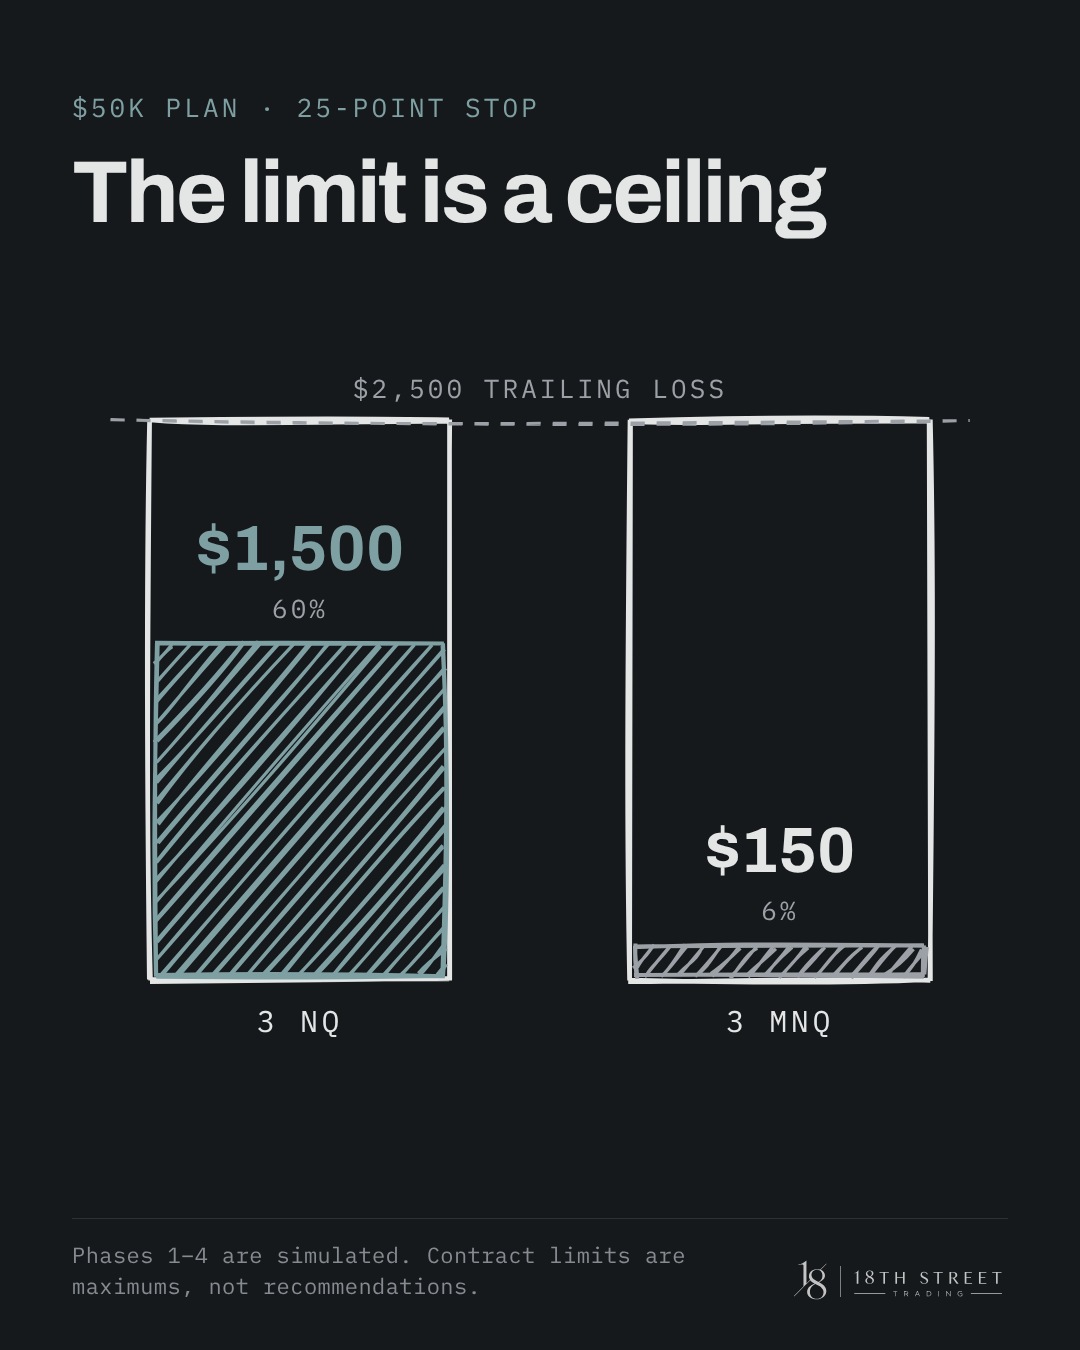 $50K PLAN · 25-POINT STOP
The limit is a ceiling
$2,500 TRAILING LOSS
$1,500
60%
$150
6%
3 NQ
3 MNQ
Phases 1–4 are simulated. Contract limits are
maximums, not recommendations.
18
18TH STREET
TRADING